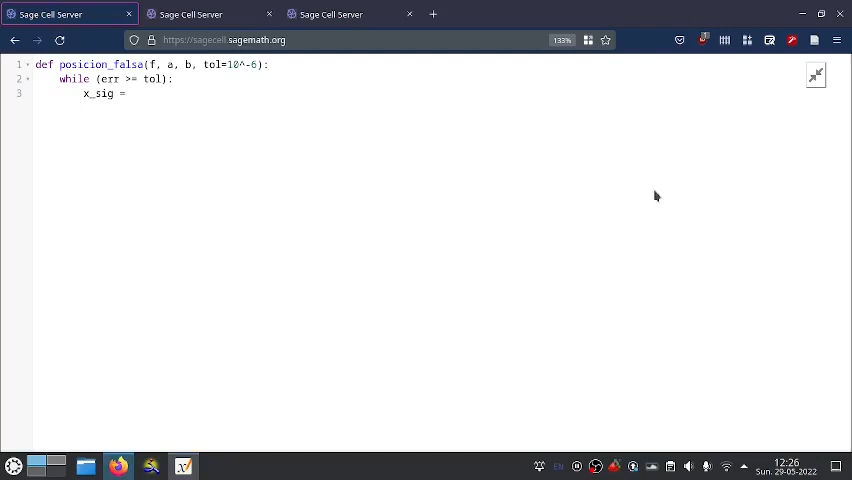 Sage Cell Server
Sage Cell Server
Sage Cell Server
https://sagecell.sagemath.org
133%
1
1 def posicion_falsa(f, a, b, tol=10^-6):
2 while (err >= tol):
3 x_sig =
EN
12:26
Sun. 29-05-2022